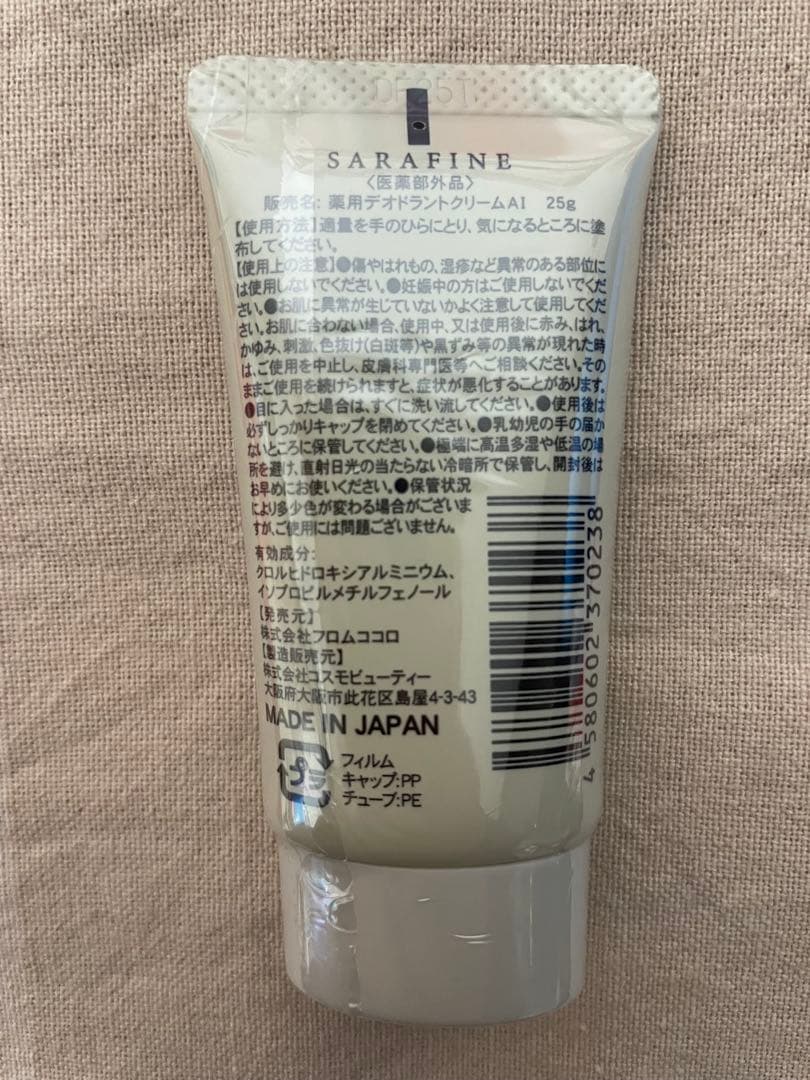 SARAFINE
〈医薬部外品〉
販売名: 薬用デオドラントクリームAI 25g
【使用方法】適量を手のひらにとり、気になるところに塗
布してください。
【使用上の注意】●傷やはれもの、湿疹など異常のある部位に
は使用しないでください。●妊娠中の方はご使用しないでくだ
さい。●お肌に異常が生じていないかよく注意して使用してくだ
さい。お肌に合わない場合、使用中、又は使用後に赤み、はれ、
かゆみ、刺激、色抜け(白斑等)や黒ずみ等の異常が現れた時
は、ご使用を中止し、皮膚科専門医等へご相談ください。その
ままご使用を続けられますと、症状が悪化することがあります。
●目に入った場合は、すぐに洗い流してください。●使用後は
必ずしっかりキャップを閉めてください。●乳幼児の手の届か
ないところに保管してください。●極端に高温多湿や低温の場
所を避け、直射日光の当たらない冷暗所で保管し、開封後は
お早めにお使いください。●保管状況
により多少色が変わる場合がございま
すが、ご使用には問題ございません。
有効成分:
クロルヒドロキシアルミニウム、
イソプロピルメチルフェノール
【発売元】
株式会社フロムココロ
【製造販売元】
株式会社コスモビューティー
大阪府大阪市此花区島屋4-3-43
MADE IN JAPAN
プラ
フィルム
キャップ:PP
チューブ:PE
4 580602 370238